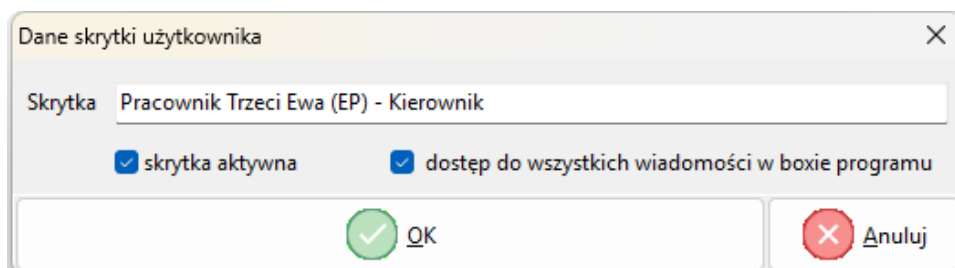 Dane skrytki użytkownika
Skrytka Pracownik Trzeci Ewa (EP) - Kierownik
skrytka aktywna dostęp do wszystkich wiadomości w boxie programu
OK Anuluj